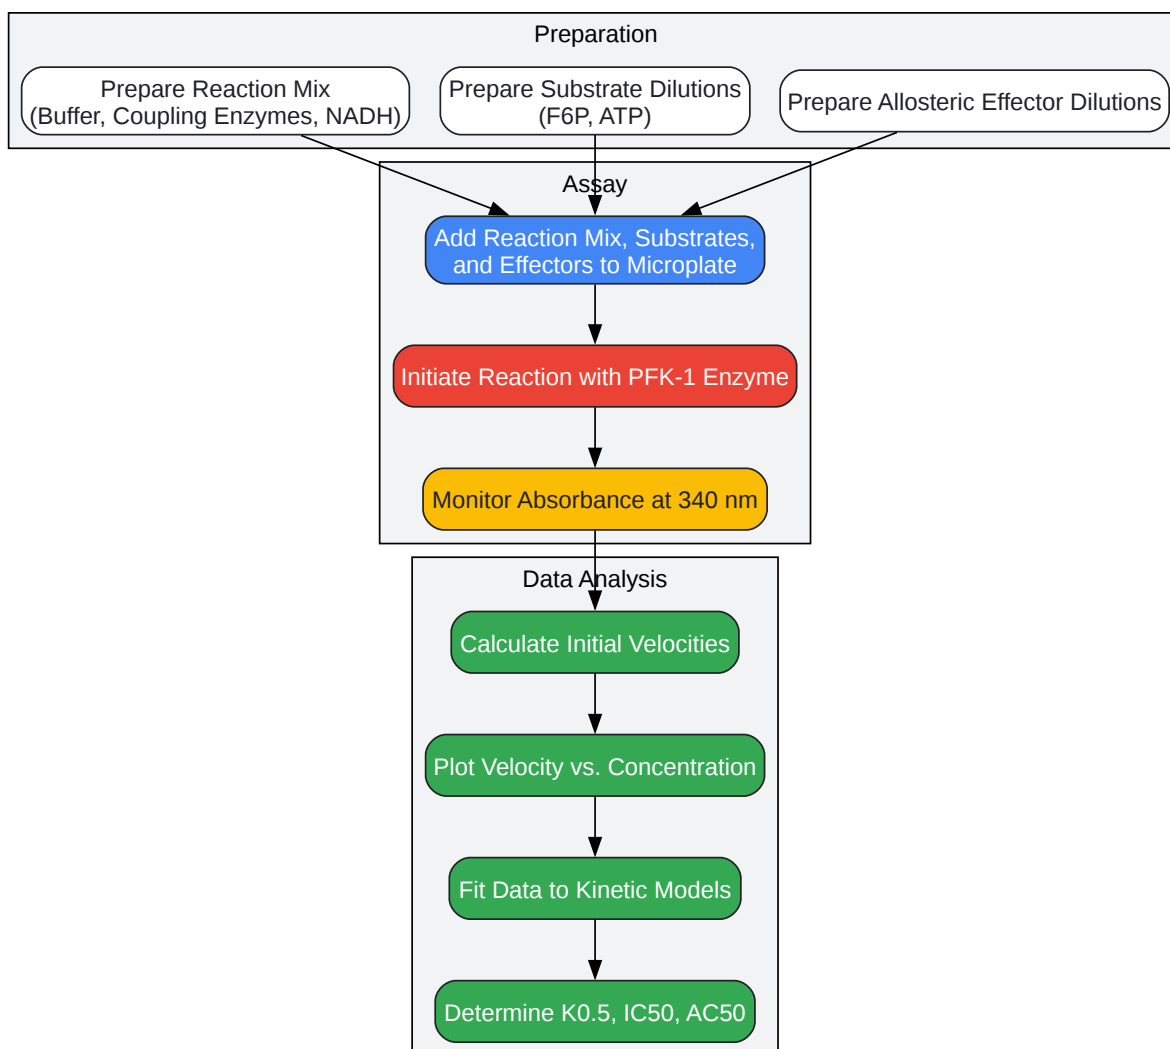 Preparation
Prepare Reaction Mix
(Buffer, Coupling Enzymes, NADH)
Prepare Substrate Dilutions
(F6P, ATP)
Prepare Allosteric Effector Dilutions
Assay
Add Reaction Mix, Substrates,
and Effectors to Microplate
Initiate Reaction with PFK-1 Enzyme
Monitor Absorbance at 340 nm
Data Analysis
Calculate Initial Velocities
Plot Velocity vs. Concentration
Fit Data to Kinetic Models
Determine K0.5, IC50, AC50